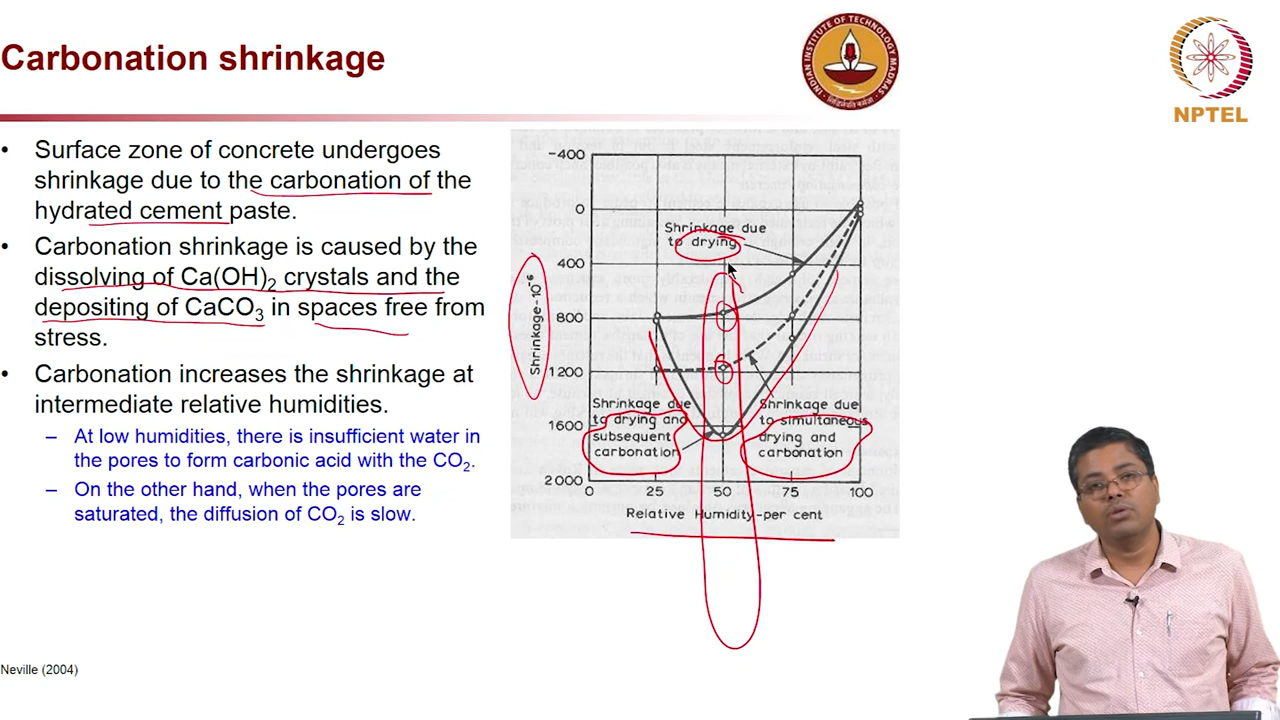 Carbonation shrinkage
INDIAN INSTITUTE OF TECHNOLOGY MADRAS
NPTEL
• Surface zone of concrete undergoes
shrinkage due to the carbonation of the
hydrated cement paste.
• Carbonation shrinkage is caused by the
dissolving of Ca(OH)2 crystals and the
depositing of CaCO3 in spaces free from
stress.
• Carbonation increases the shrinkage at
intermediate relative humidities.
– At low humidities, there is insufficient water in
the pores to form carbonic acid with the CO2.
– On the other hand, when the pores are
saturated, the diffusion of CO2 is slow.
Neville (2004)
Shrinkage-10-6
-400
0
400
800
1200
1600
2000
Shrinkage due
to drying
Shrinkage due
to drying and
subsequent
carbonation
Shrinkage due
to simultaneous
drying and
carbonation
0 25 50 75 100
Relative Humidity-per cent